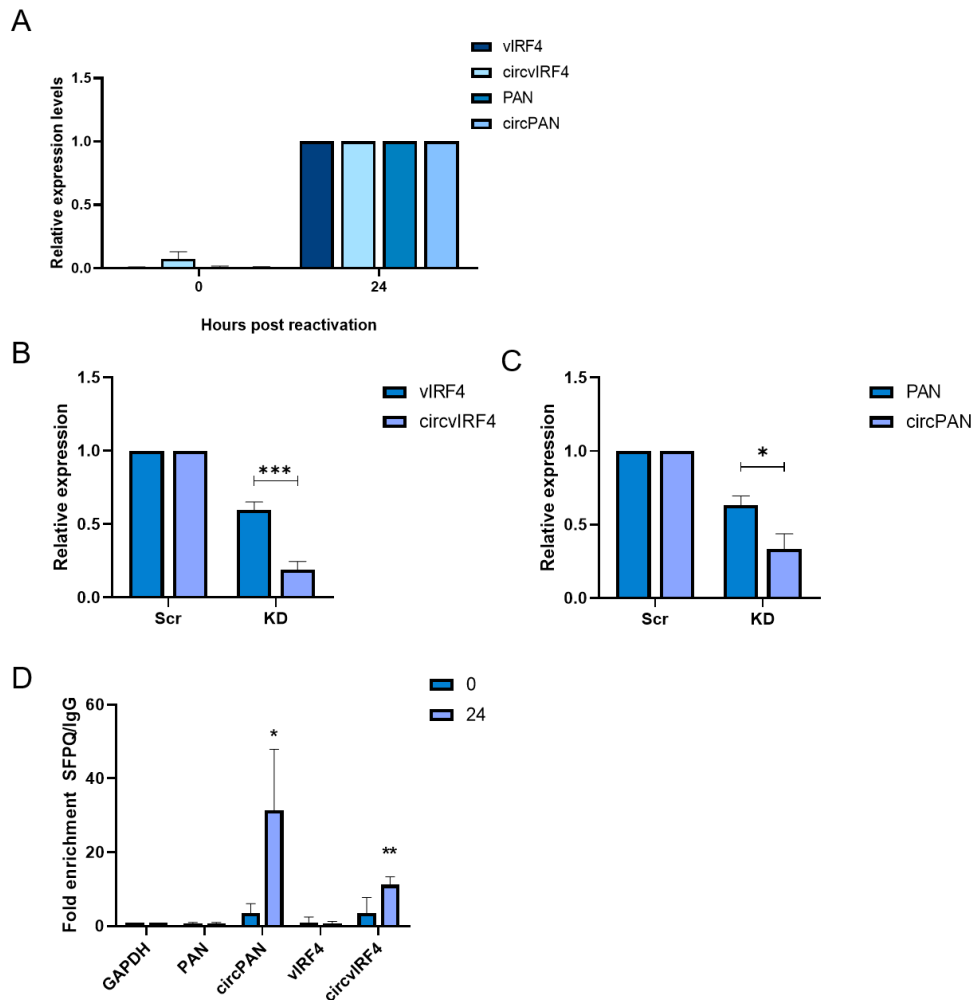 A
vIRF4
circvIRF4
PAN
circPAN
Relative expression levels
1.5
1.0
0.5
0.0
0 24
Hours post reactivation
B
Relative expression
1.5
1.0
0.5
0.0
***
Scr KD
vIRF4
circvIRF4
C
Relative expression
1.5
1.0
0.5
0.0
*
Scr KD
PAN
circPAN
D
Fold enrichment SFPQ/IgG
60
40
20
0
* **
GAPDH PAN circPAN vIRF4 circvIRF4
0
24